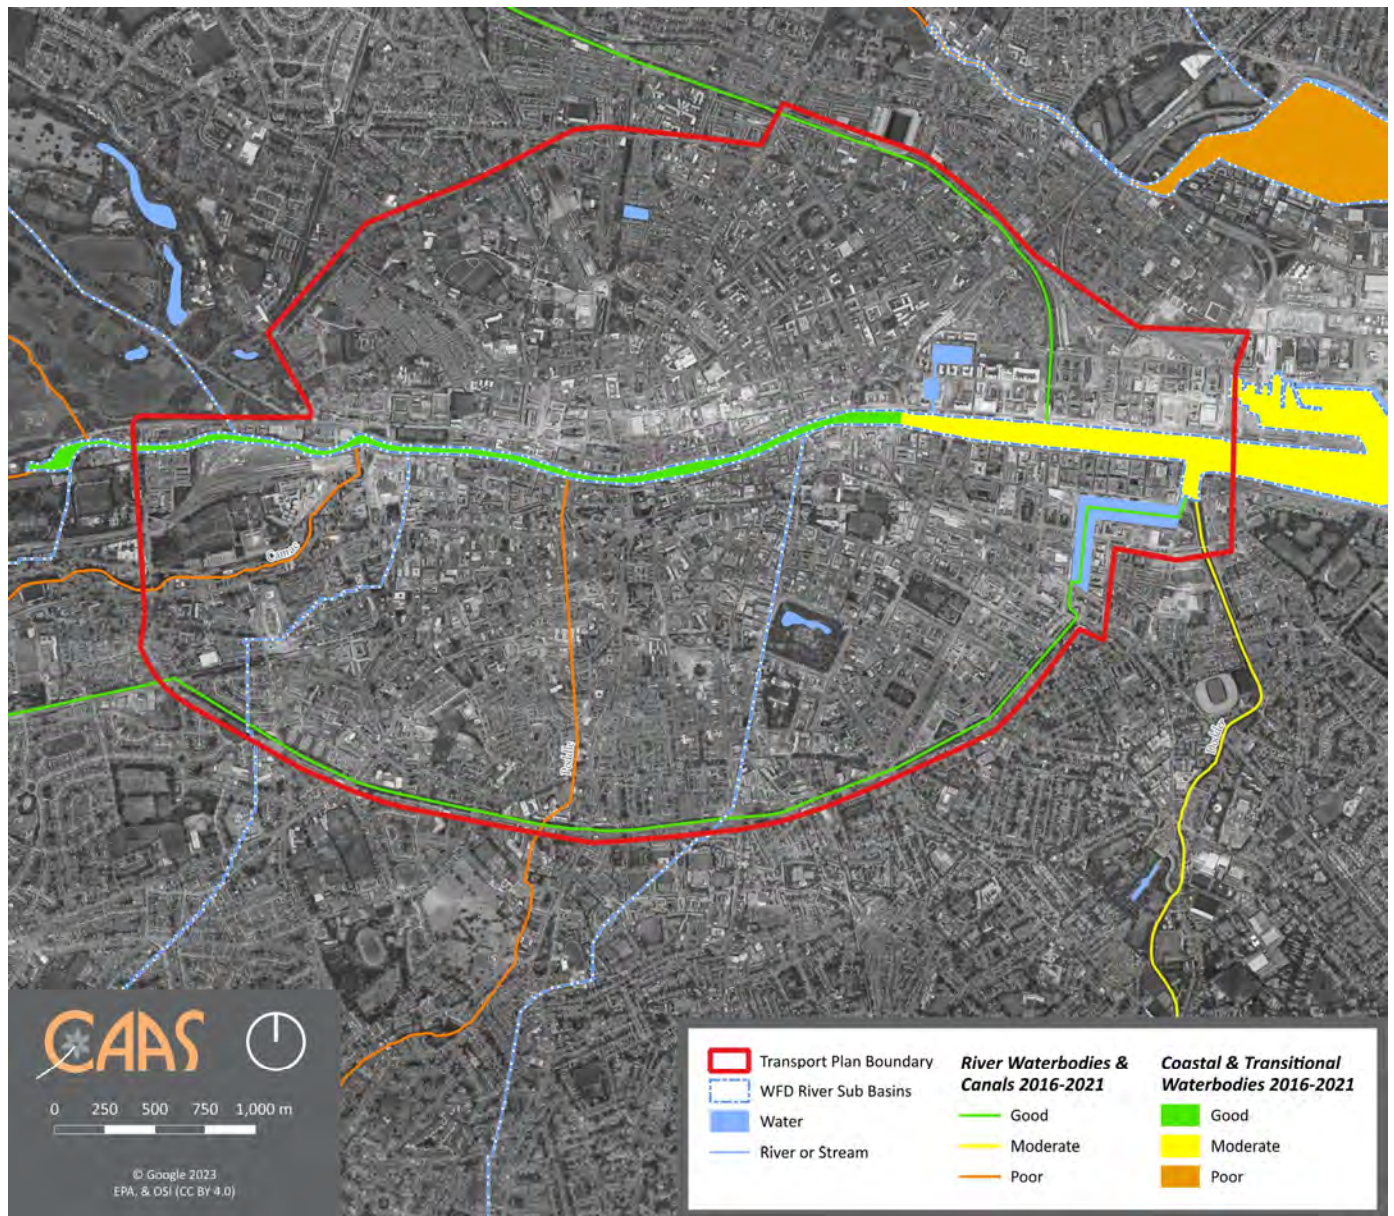 Camac
Poddle
Dodder
CAAS
0 250 500 750 1,000 m
© Google 2023
EPA, & OSI (CC BY 4.0)
Transport Plan Boundary
WFD River Sub Basins
Water
River or Stream
River Waterbodies &
Canals 2016-2021
Good
Moderate
Poor
Coastal & Transitional
Waterbodies 2016-2021
Good
Moderate
Poor